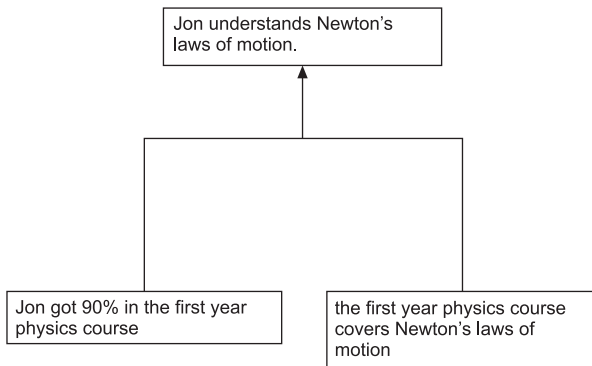 Jon understands Newton's
laws of motion.
Jon got 90% in the first year
physics course
the first year physics course
covers Newton's laws of
motion